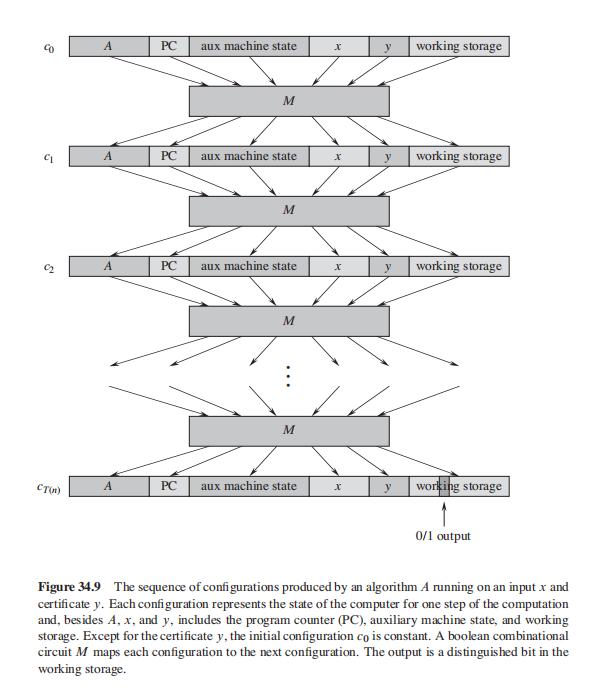 c0 A PC aux machine state x y working storage
M
c1 A PC aux machine state x y working storage
M
c2 A PC aux machine state x y working storage
M
⋮
M
cT(n) A PC aux machine state x y working storage
0/1 output
Figure 34.9 The sequence of configurations produced by an algorithm A running on an input x and
certificate y. Each configuration represents the state of the computer for one step of the computation
and, besides A, x, and y, includes the program counter (PC), auxiliary machine state, and working
storage. Except for the certificate y, the initial configuration c0 is constant. A boolean combinational
circuit M maps each configuration to the next configuration. The output is a distinguished bit in the
working storage.